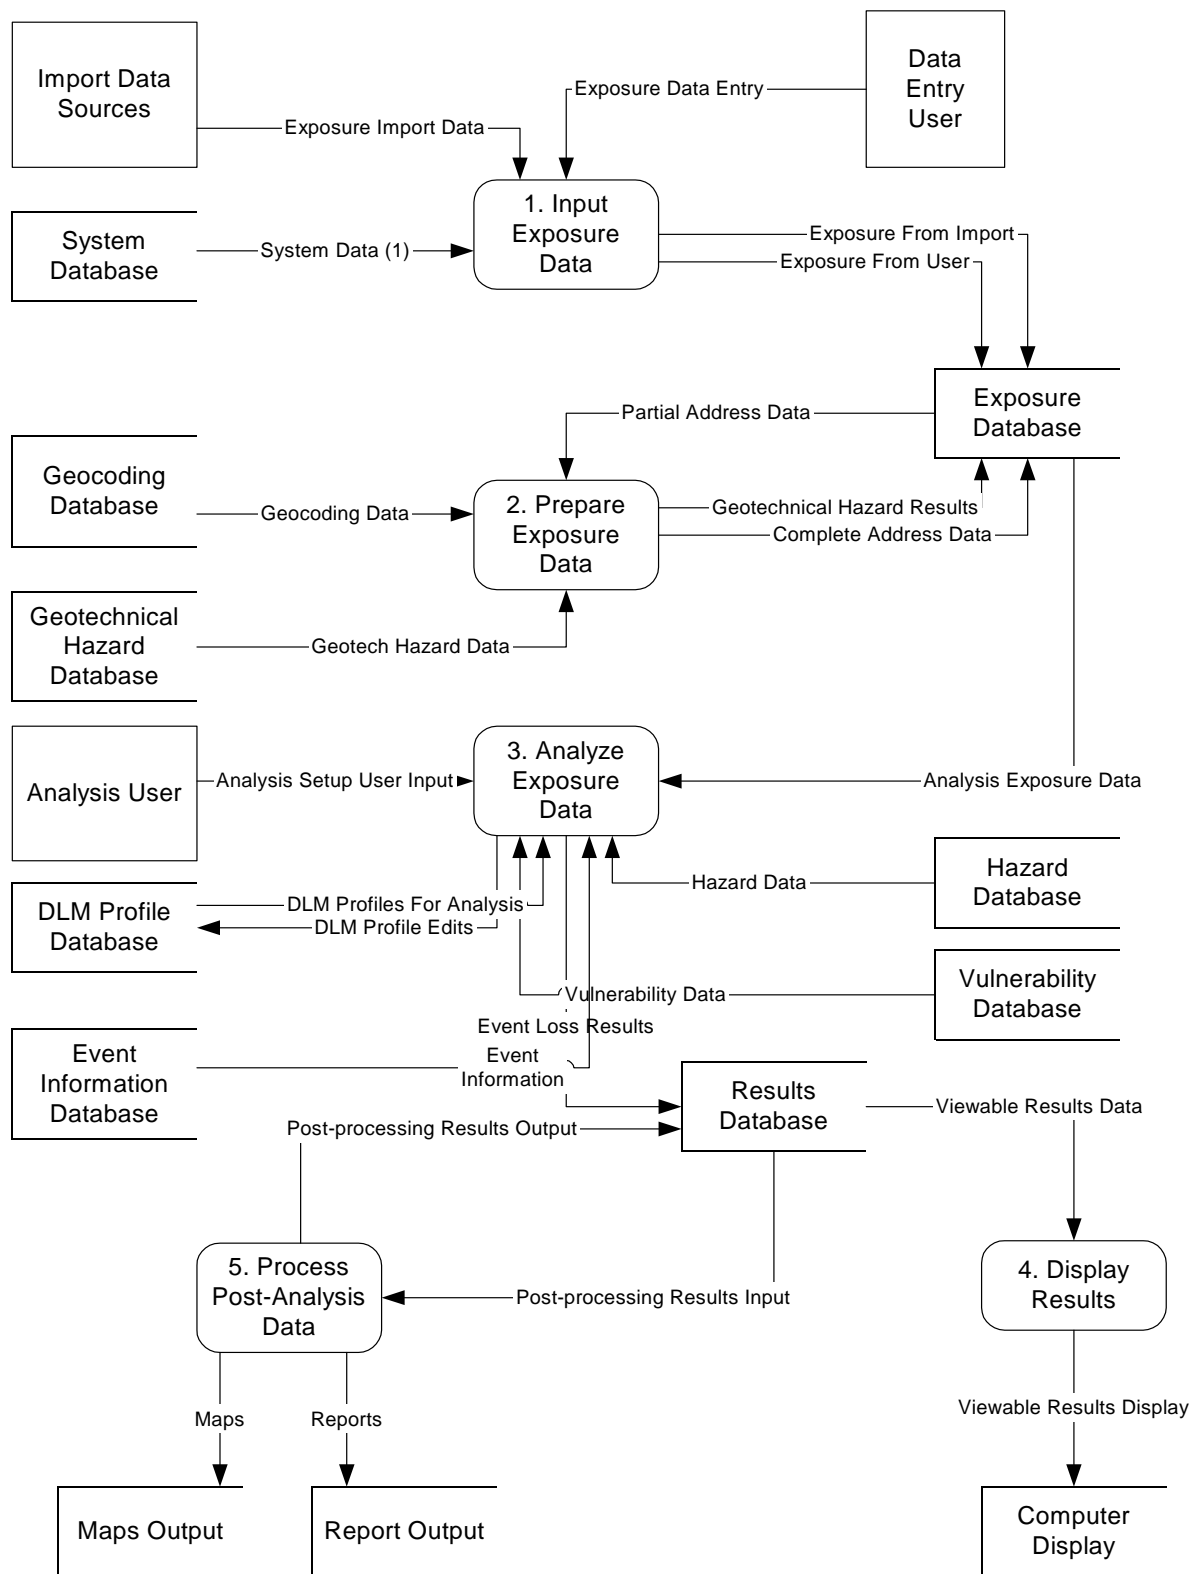 Import Data
Sources
Data
Entry
User
Exposure Data Entry
Exposure Import Data
1. Input
Exposure
Data
System
Database
System Data (1)
Exposure From Import
Exposure From User
Exposure
Database
Partial Address Data
Geocoding
Database
Geocoding Data
2. Prepare
Exposure
Data
Geotechnical Hazard Results
Complete Address Data
Geotechnical
Hazard
Database
Geotech Hazard Data
Analysis User
Analysis Setup User Input
3. Analyze
Exposure
Data
Analysis Exposure Data
Hazard
Database
Hazard Data
DLM Profile
Database
DLM Profiles For Analysis
DLM Profile Edits
Vulnerability
Database
Vulnerability Data
Event Loss Results
Event
Information
Database
Event
Information
Results
Database
Viewable Results Data
Post-processing Results Output
5. Process
Post-Analysis
Data
Post-processing Results Input
4. Display
Results
Maps
Reports
Viewable Results Display
Maps Output
Report Output
Computer
Display